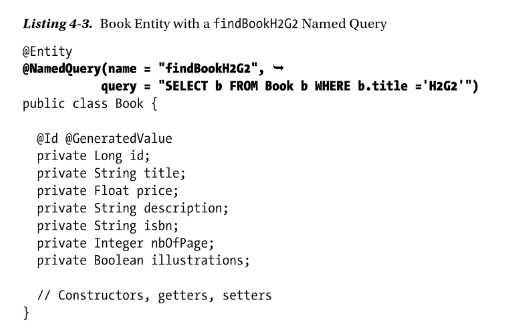 Listing 4-3. Book Entity with a findBookH2G2 Named Query
@Entity
@NamedQuery(name = "findBookH2G2", ➥
query = "SELECT b FROM Book b WHERE b.title ='H2G2'")
public class Book {
@Id @GeneratedValue
private Long id;
private String title;
private Float price;
private String description;
private String isbn;
private Integer nbOfPage;
private Boolean illustrations;
// Constructors, getters, setters
}